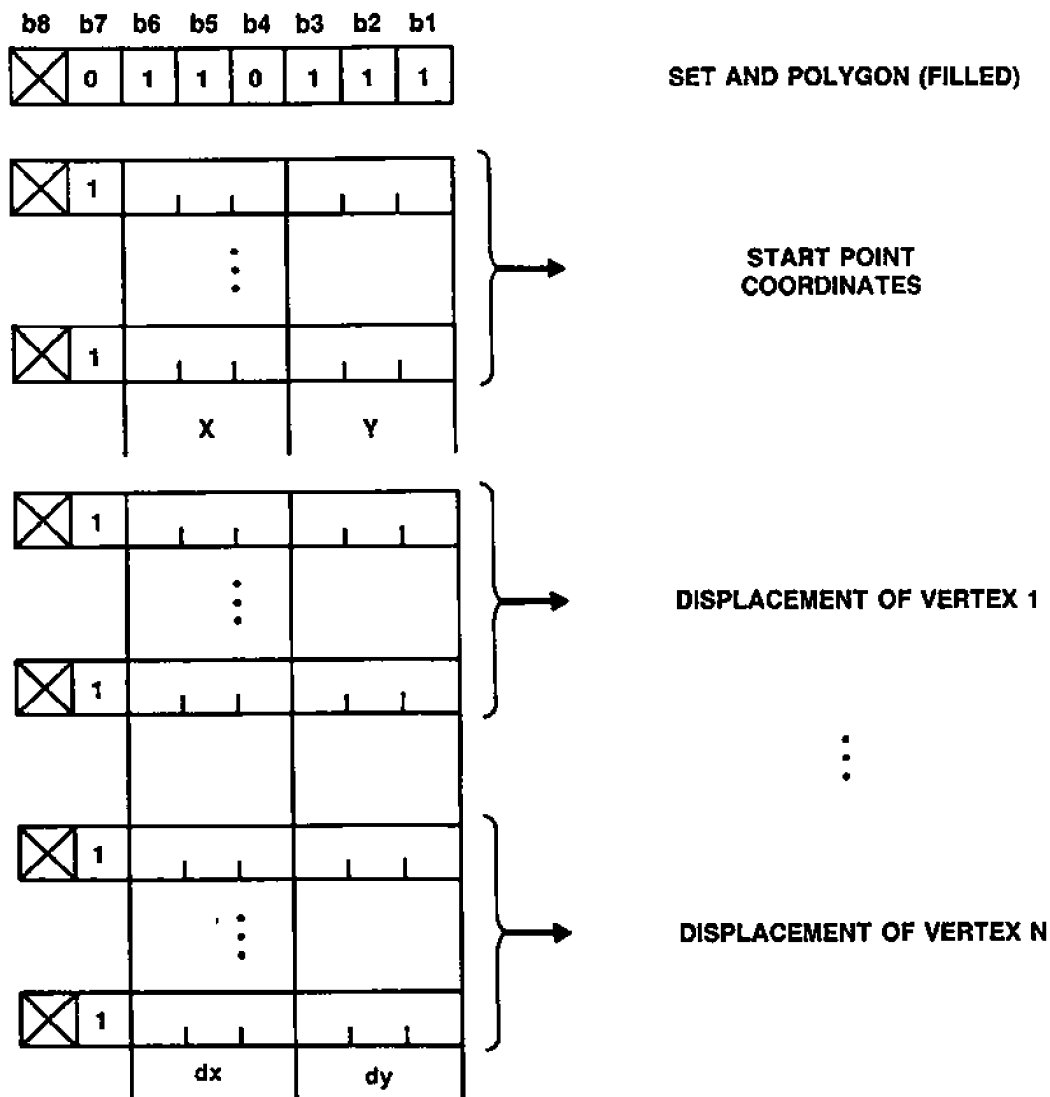 b8 b7 b6 b5 b4 b3 b2 b1
0 1 1 0 1 1 1 SET AND POLYGON (FILLED)
1
START POINT
COORDINATES
1
X Y
1
DISPLACEMENT OF VERTEX 1
1
1
DISPLACEMENT OF VERTEX N
1
dx dy